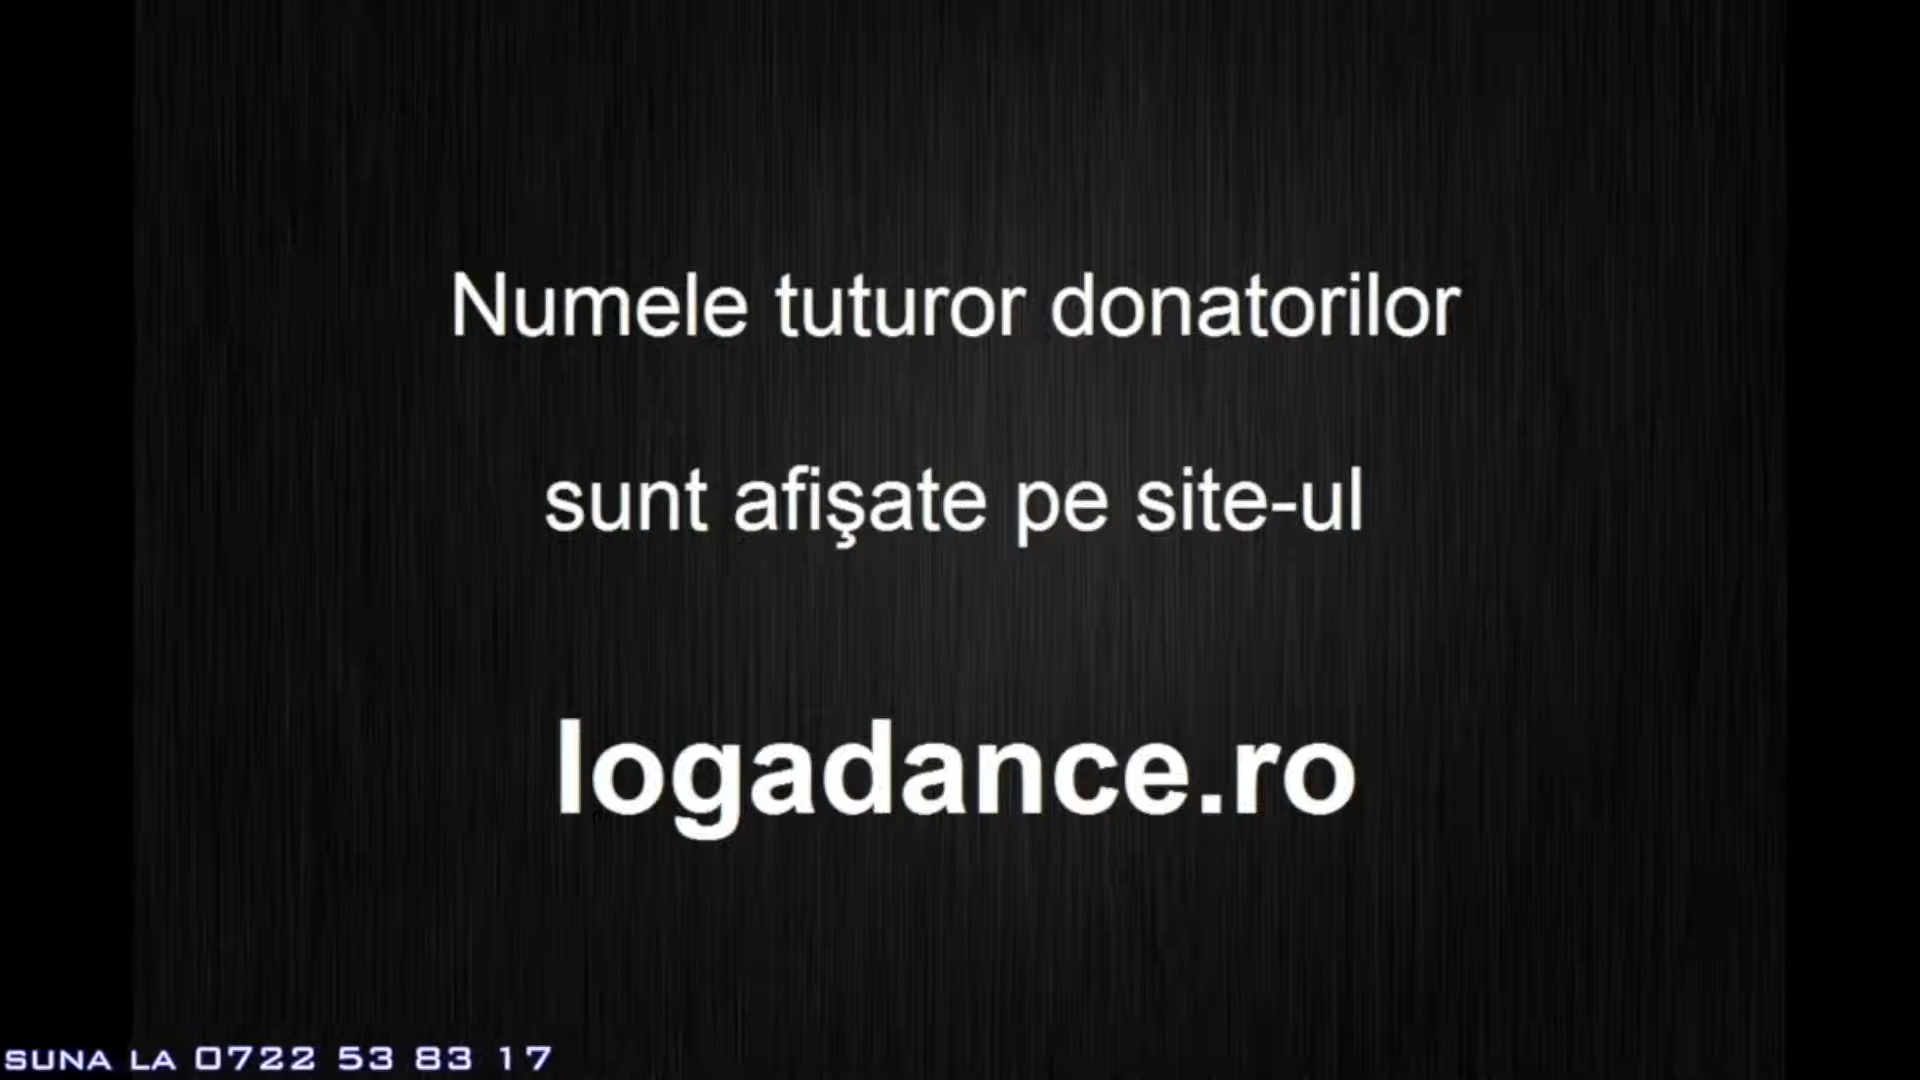 Numele tuturor donatorilor
sunt afişate pe site-ul
logadance.ro
SUNA LA 0722 53 83 17